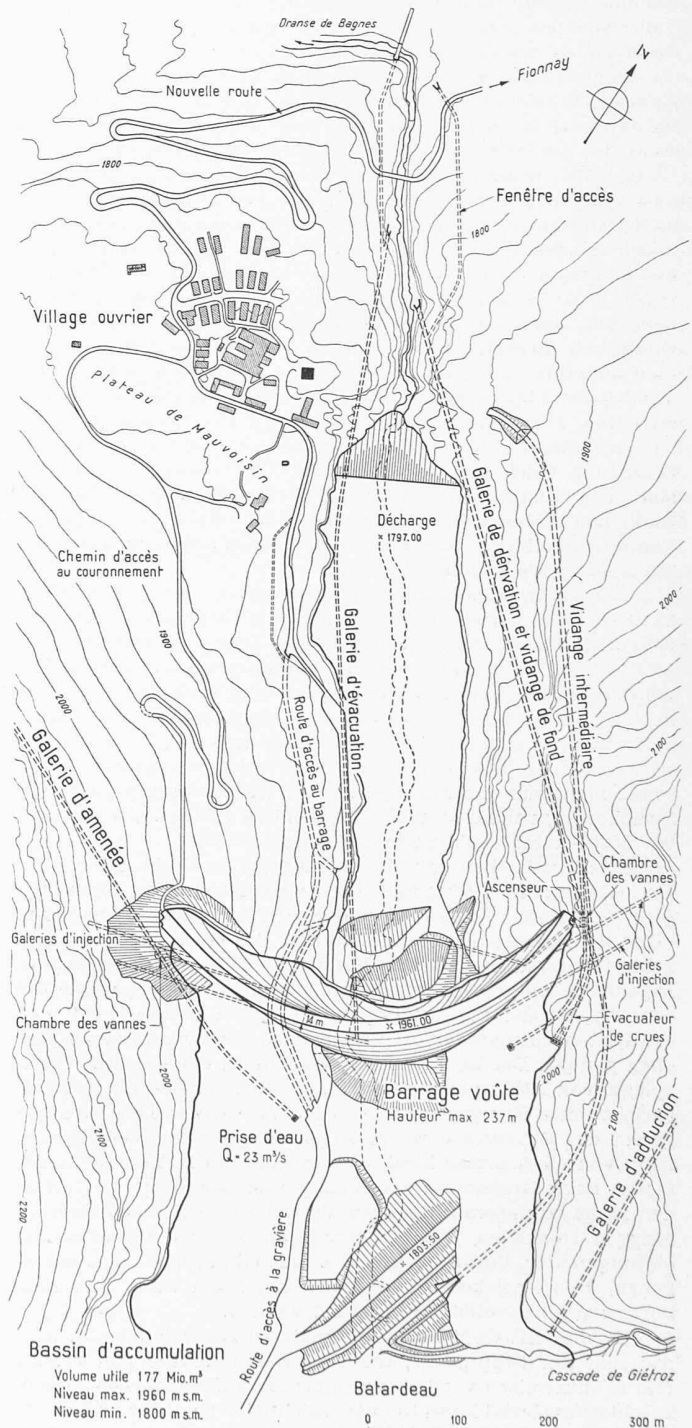 Dranse de Bagnes
N
Fionnay
Nouvelle route
1800
Fenêtre d'accès
1800
Village ouvrier
plateau de Mauvoisin
1900
Décharge
× 1797.00
Chemin d'accès
au couronnement
Galerie de dérivation et vidange de fond
Vidange intermédiaire
2000
1900
2000
Galerie d'évacuation
Route d'accès au barrage
2100
Galerie d'amenée
Chambre
des vannes
Ascenseur
Galeries d'injection
Galeries
d'injection
14 m
× 1961.00
Chambre des vannes
Evacuateur
de crues
2000
2000
Barrage voûte
Hauteur max 237 m
Prise d'eau
Q = 23 m³/s
2100
2100
2200
Galerie d'adduction
× 1803.50
Route d'accès à la gravière
Bassin d'accumulation
Volume utile 177 Mio.m³
Niveau max. 1960 m s.m.
Niveau min. 1800 m s.m.
Batardeau
Cascade de Giétroz
0 100 200 300 m